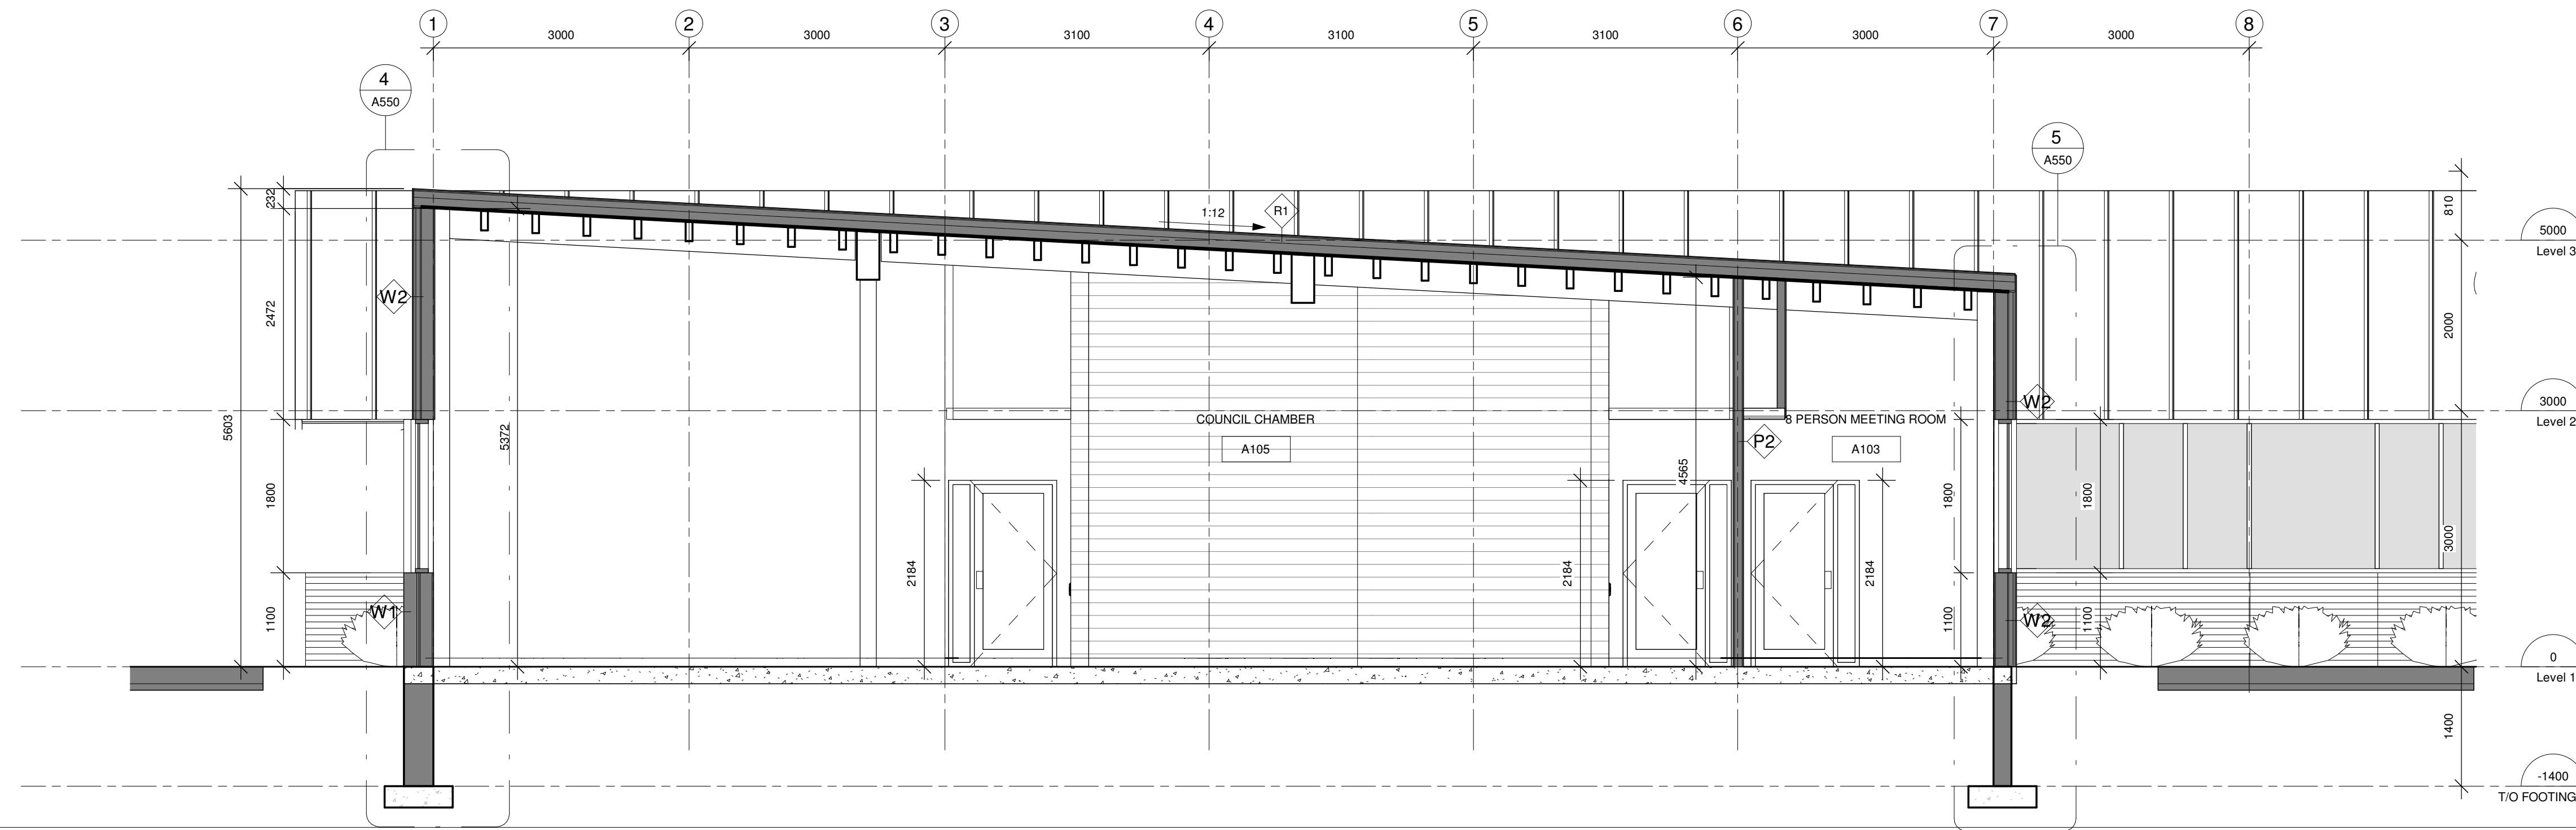 1
2
3
4
5
6
7
8
3000
3000
3100
3100
3100
3000
3000
4
A550
5
A550
232
810
1:12
R1
5000
Level 3
W2
2472
2000
5603
5372
3000
Level 2
W2
COUNCIL CHAMBER
A105
8 PERSON MEETING ROOM
A103
P2
4565
1800
1800
1800
3000
2184
2184
2184
W1
1100
1100
1100
W2
0
Level 1
1400
-1400
T/O FOOTING